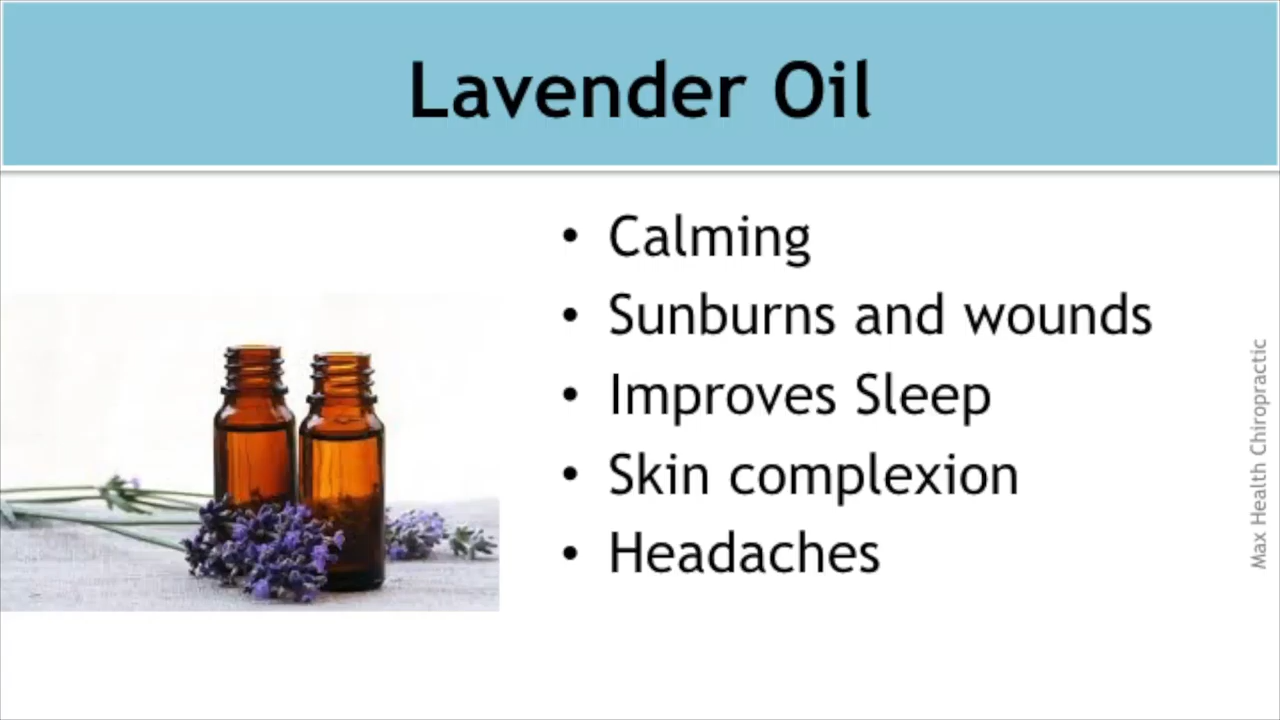 Lavender Oil
• Calming
• Sunburns and wounds
• Improves Sleep
• Skin complexion
• Headaches
Max Health Chiropractic